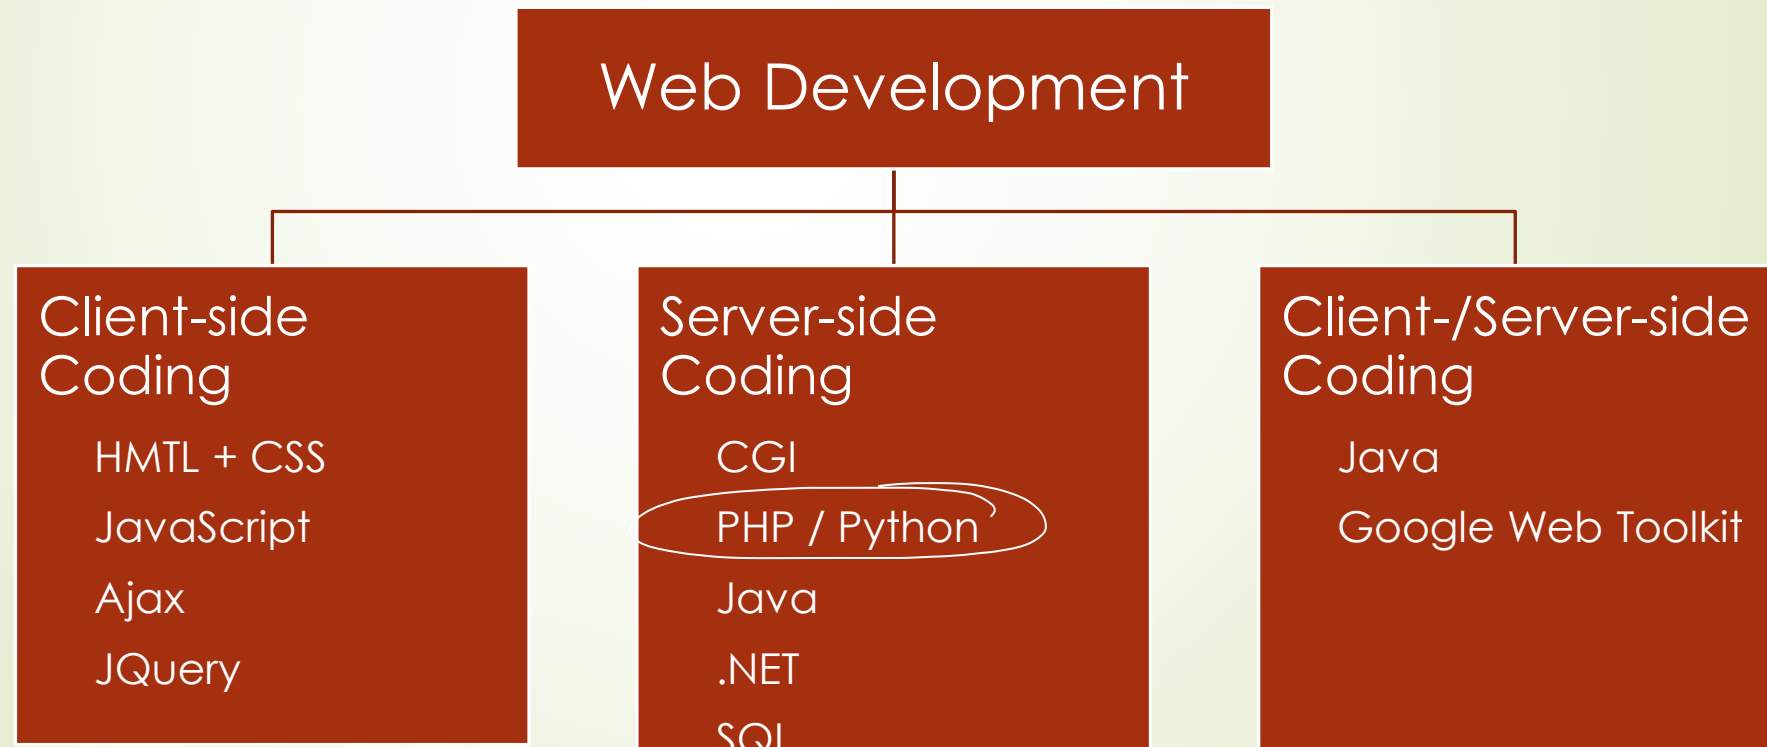 Web Development
Client-side
Coding
HMTL + CSS
JavaScript
Ajax
JQuery
Server-side
Coding
CGI
PHP / Python
Java
.NET
SQL
Client-/Server-side
Coding
Java
Google Web Toolkit